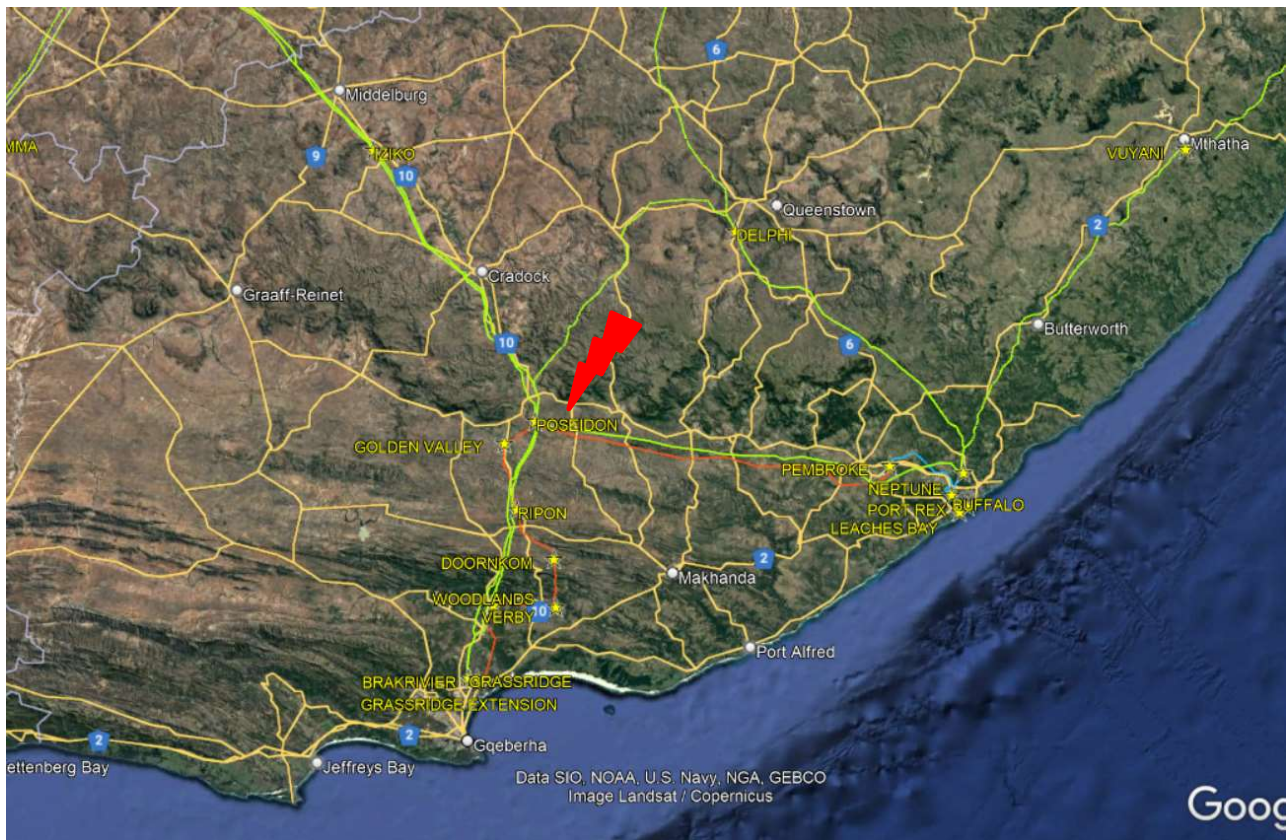 6
Middelburg
MMA
IZIKO
9
10
Mthatha
VUYANI
Queenstown
2
DELPHI
Cradock
Graaff-Reinet
Butterworth
10
6
POSEIDON
GOLDEN VALLEY
PEMBROKE
NEPTUNE
BUFFALO
PORT REX
LEACHES BAY
RIPON
DOORNKOM
2
Makhanda
WOODLANDS
VERBY
10
Port Alfred
BRAKRIVIER
GRASSRIDGE
GRASSRIDGE EXTENSION
2
2
Gqeberha
ettenberg Bay
Jeffreys Bay
Data SIO, NOAA, U.S. Navy, NGA, GEBCO
Image Landsat / Copernicus
Goog